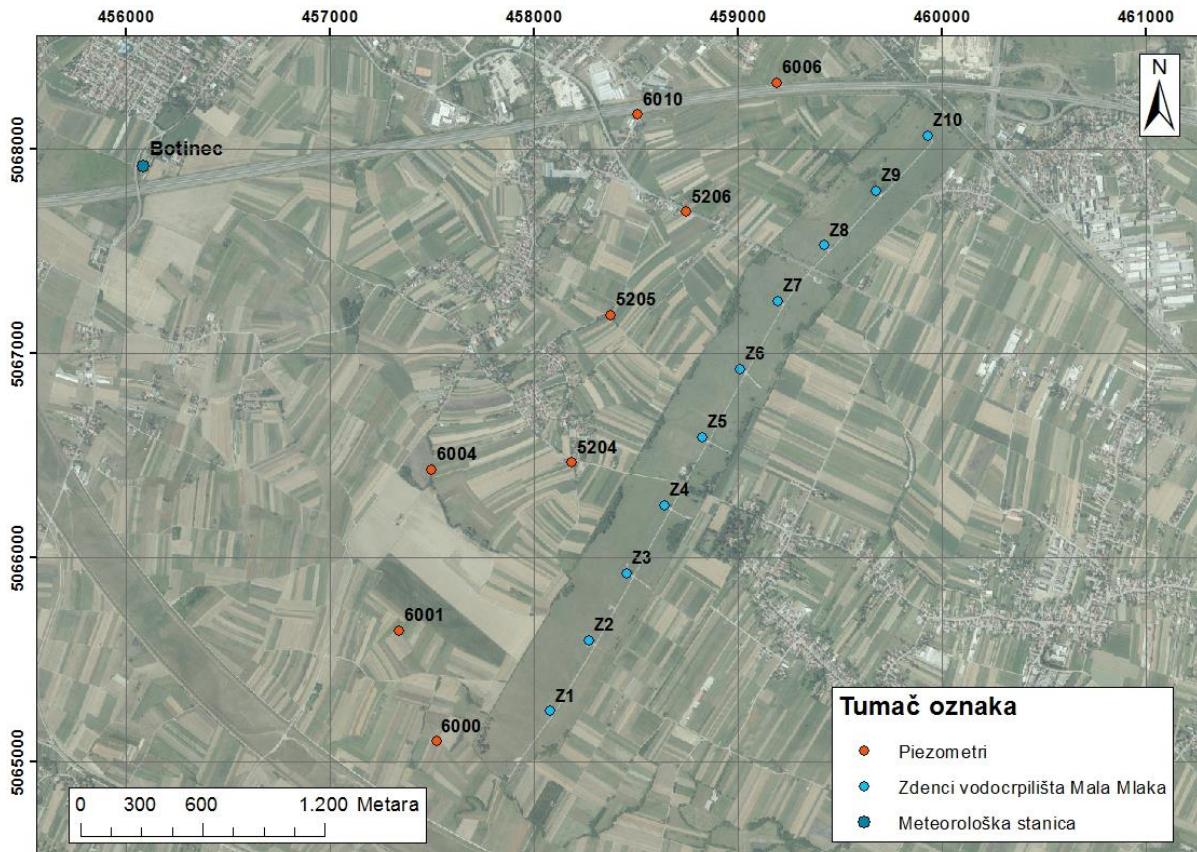 456000 457000 458000 459000 460000 461000
N
6006
6010
Z10
5068000
Botinec
Z9
5206
Z8
Z7
5205
5067000
Z6
Z5
6004
5204
Z4
5066000
Z3
6001
Z2
Z1
6000
5065000
Tumač oznaka
Piezometri
Zdenci vodocrpilišta Mala Mlaka
Meteorološka stanica
0 300 600 1.200 Metara